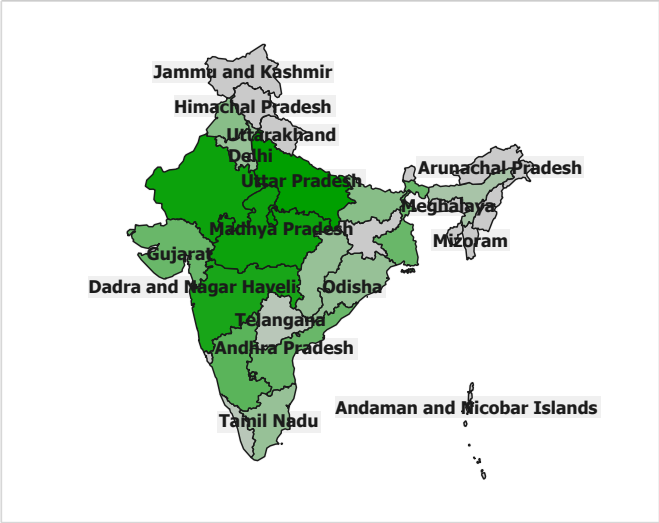 Jammu and Kashmir
Himachal Pradesh
Uttarakhand
Delhi
Arunachal Pradesh
Uttar Pradesh
Meghalaya
Madhya Pradesh
Mizoram
Gujarat
Dadra and Nagar Haveli
Odisha
Telangana
Andhra Pradesh
Andaman and Nicobar Islands
Tamil Nadu